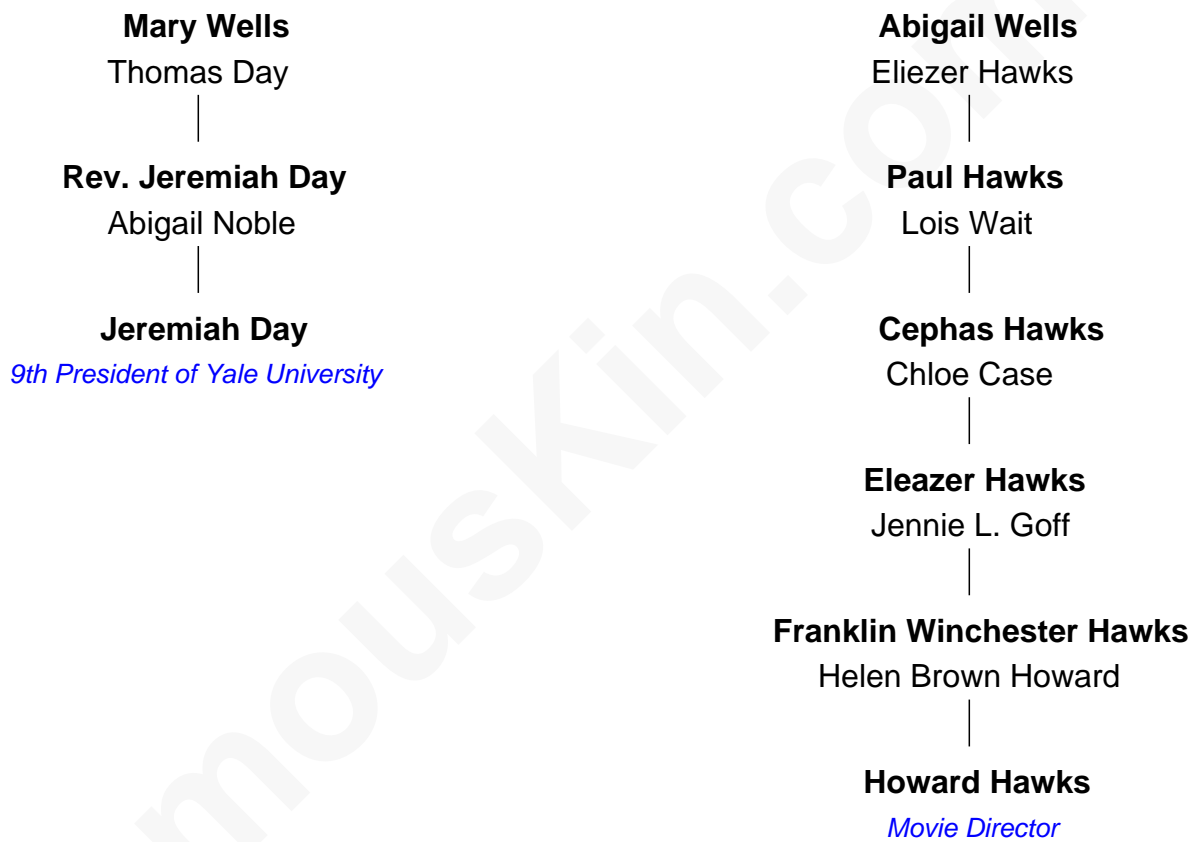 Mary Wells
Thomas Day
Rev. Jeremiah Day
Abigail Noble
Jeremiah Day
9th President of Yale University
Abigail Wells
Eliezer Hawks
Paul Hawks
Lois Wait
Cephas Hawks
Chloe Case
Eleazer Hawks
Jennie L. Goff
Franklin Winchester Hawks
Helen Brown Howard
Howard Hawks
Movie Director
mouskin.com